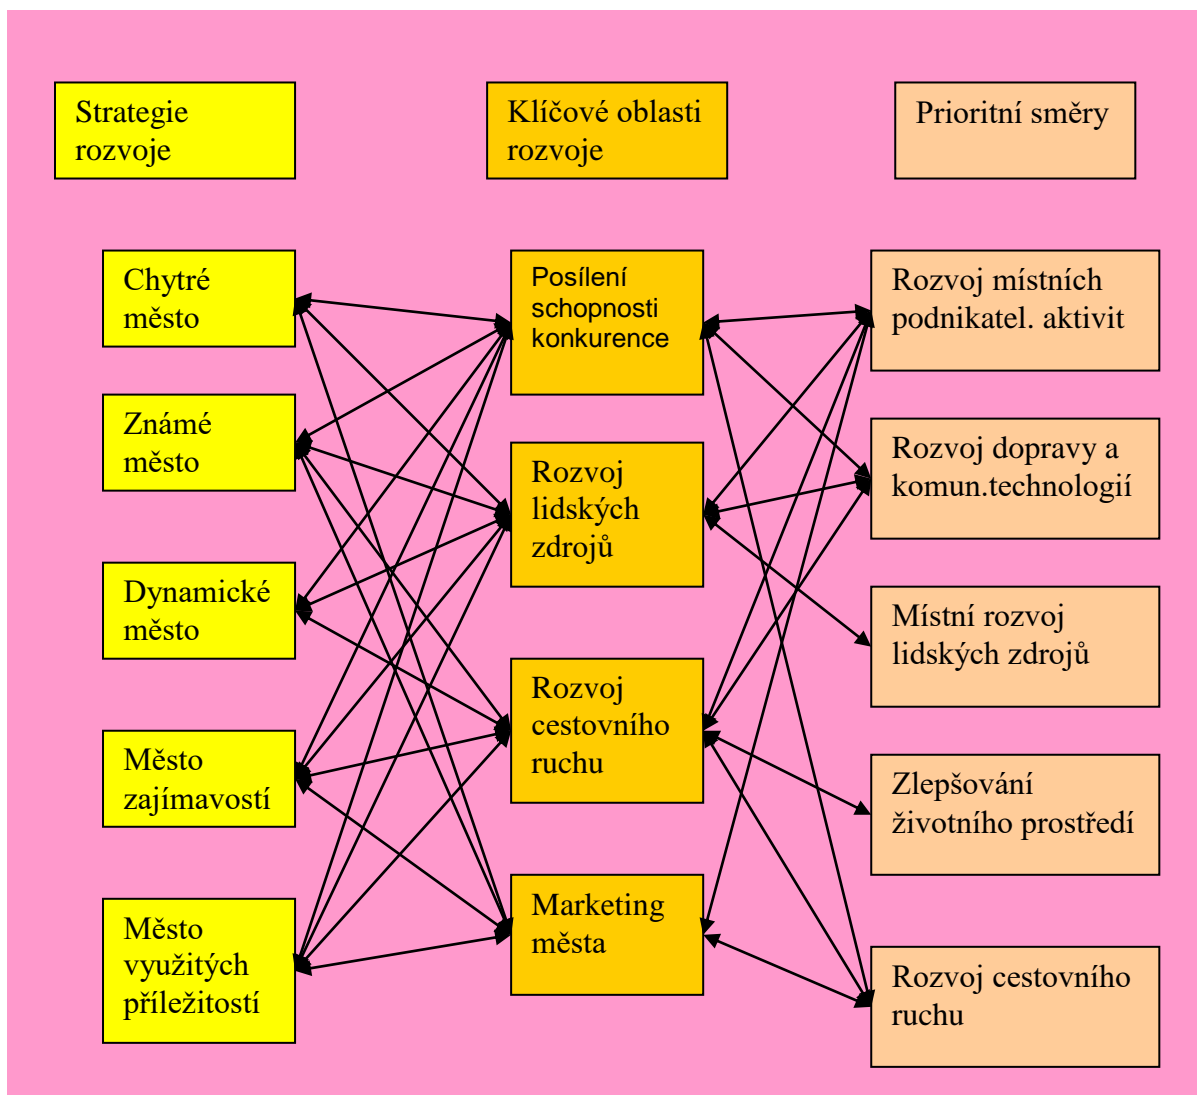 Strategie
rozvoje
Klíčové oblasti
rozvoje
Prioritní směry
Chytré
město
Známé
město
Dynamické
město
Město
zajímavostí
Město
využitých
příležitostí
Posílení
schopnosti
konkurence
Rozvoj
lidských
zdrojů
Rozvoj
cestovního
ruchu
Marketing
města
Rozvoj místních
podnikatel. aktivit
Rozvoj dopravy a
komun.technologií
Místní rozvoj
lidských zdrojů
Zlepšování
životního prostředí
Rozvoj cestovního
ruchu